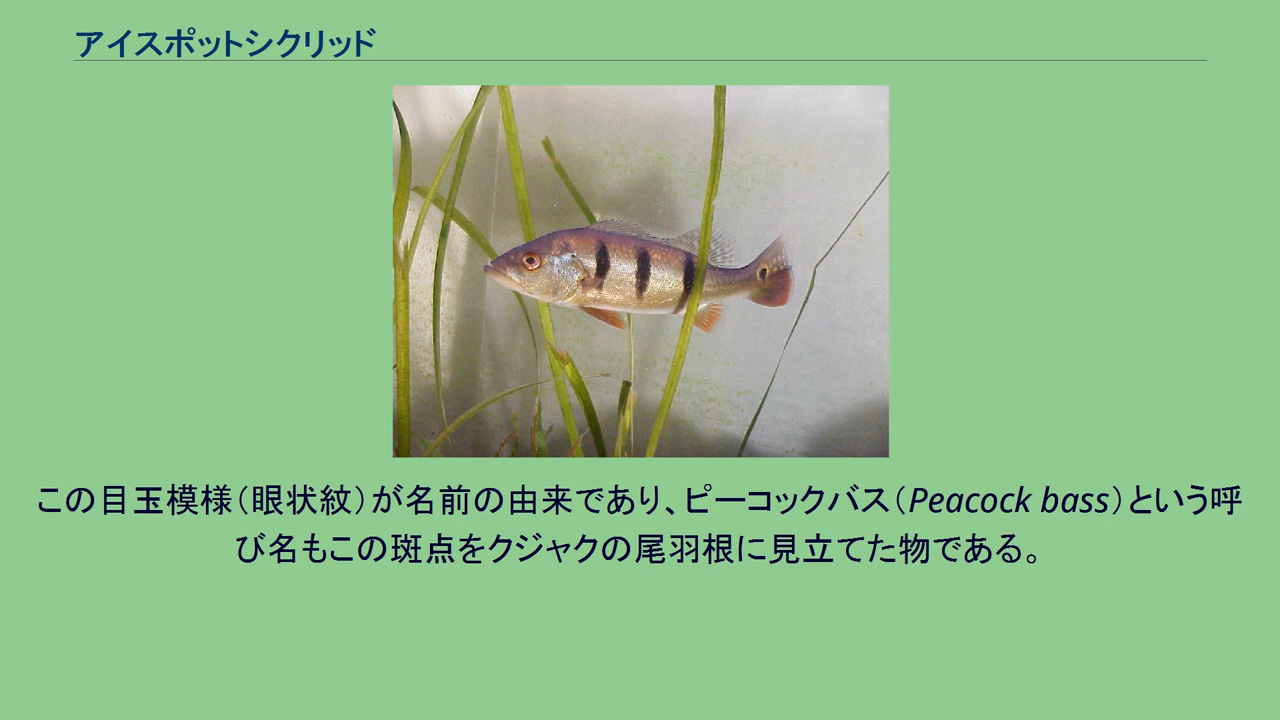 アイスポットシクリッド
この目玉模様（眼状紋）が名前の由来であり、ピーコックバス（Peacock bass）という呼
び名もこの斑点をクジャクの尾羽根に見立てた物である。